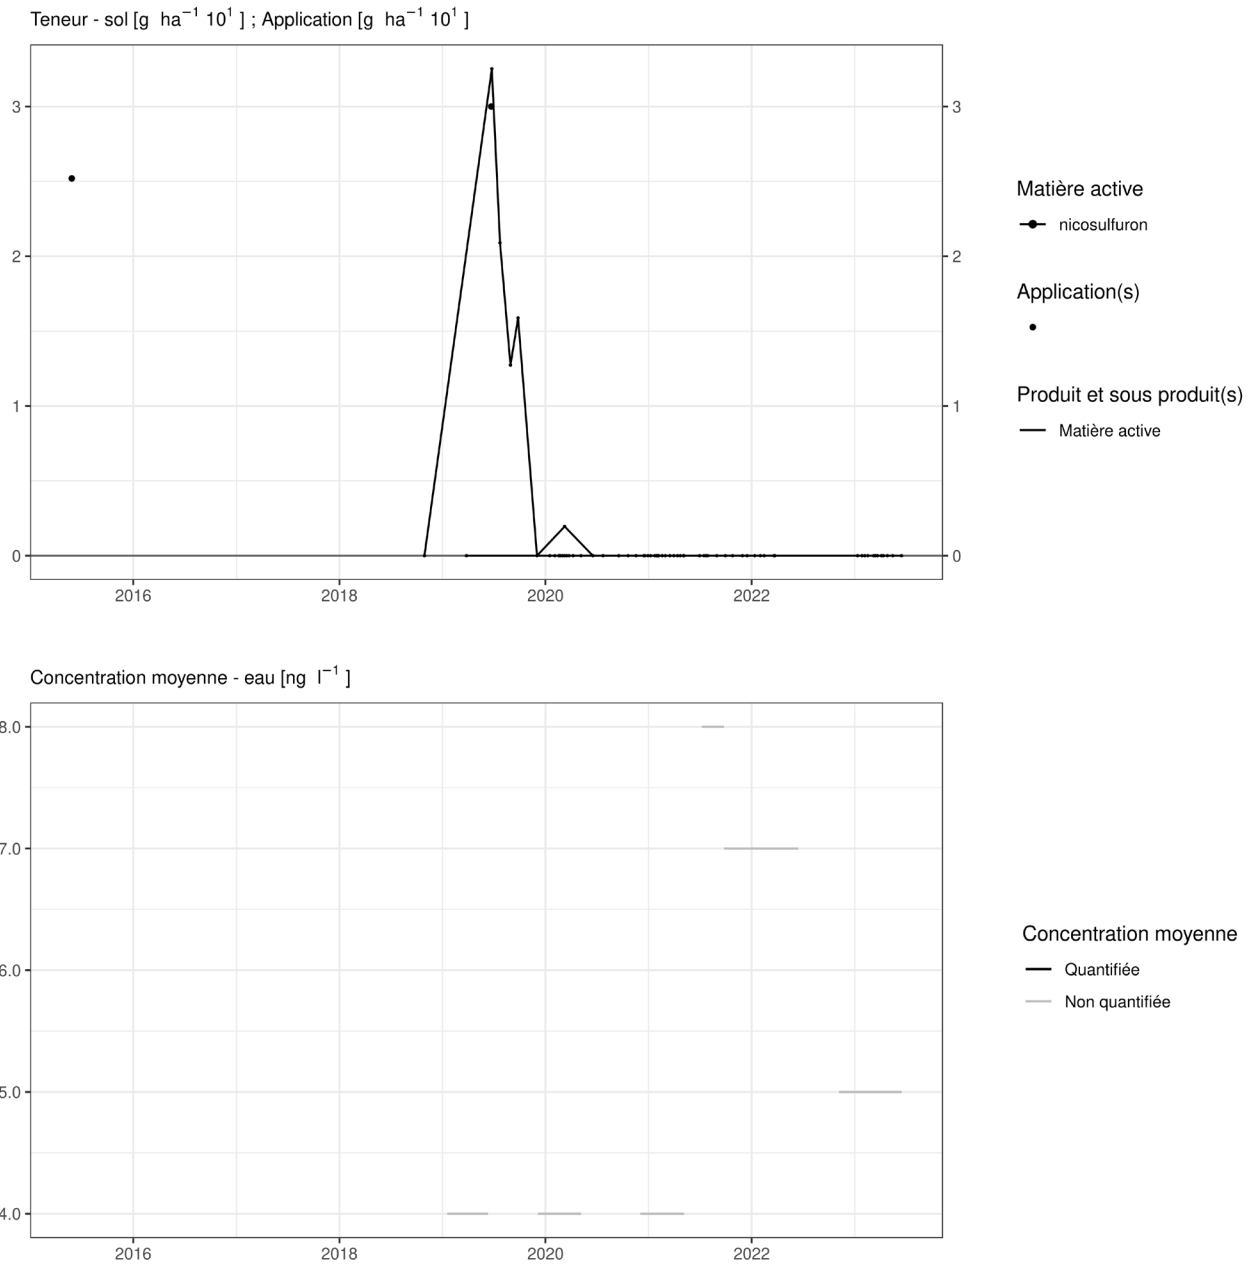 Teneur - sol [g ha⁻¹ 10¹ ] ; Application [g ha⁻¹ 10¹ ]
3
2
1
0
3
2
1
0
2016 2018 2020 2022
Matière active
nicosulfuron
Application(s)
Produit et sous produit(s)
Matière active
Concentration moyenne - eau [ng l⁻¹ ]
8.0
7.0
6.0
5.0
4.0
2016 2018 2020 2022
Concentration moyenne
Quantifiée
Non quantifiée